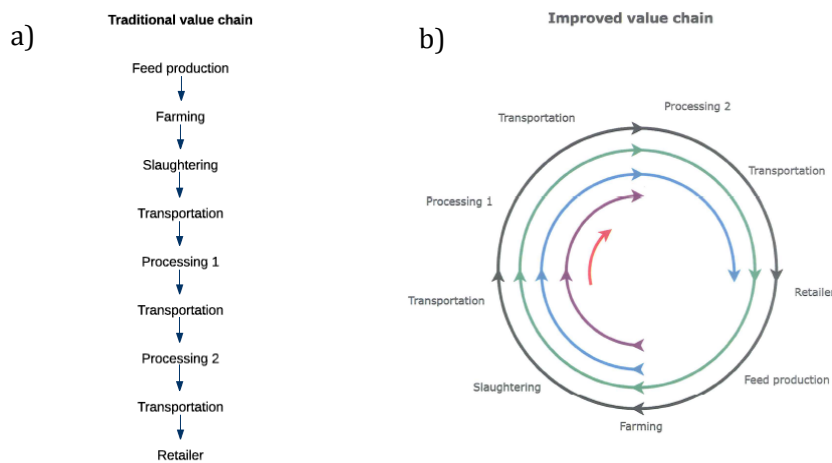 a)
Traditional value chain
Feed production
Farming
Slaughtering
Transportation
Processing 1
Transportation
Processing 2
Transportation
Retailer
b)
Improved value chain
Processing 2
Transportation
Transportation
Processing 1
Retailer
Transportation
Feed production
Slaughtering
Farming